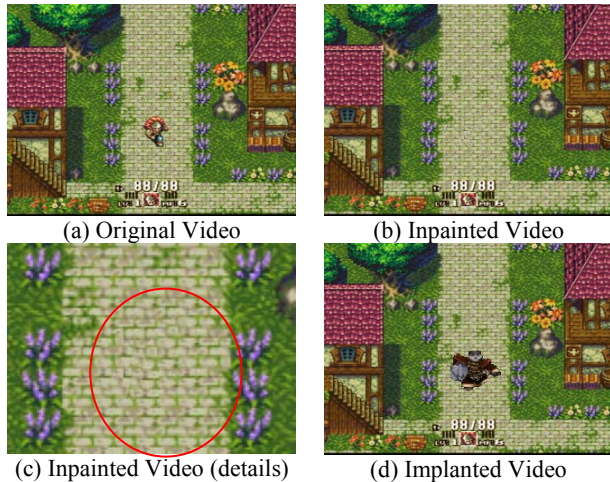 88/88
(a) Original Video
88/88
(b) Inpainted Video
(c) Inpainted Video (details)
88/88
(d) Implanted Video